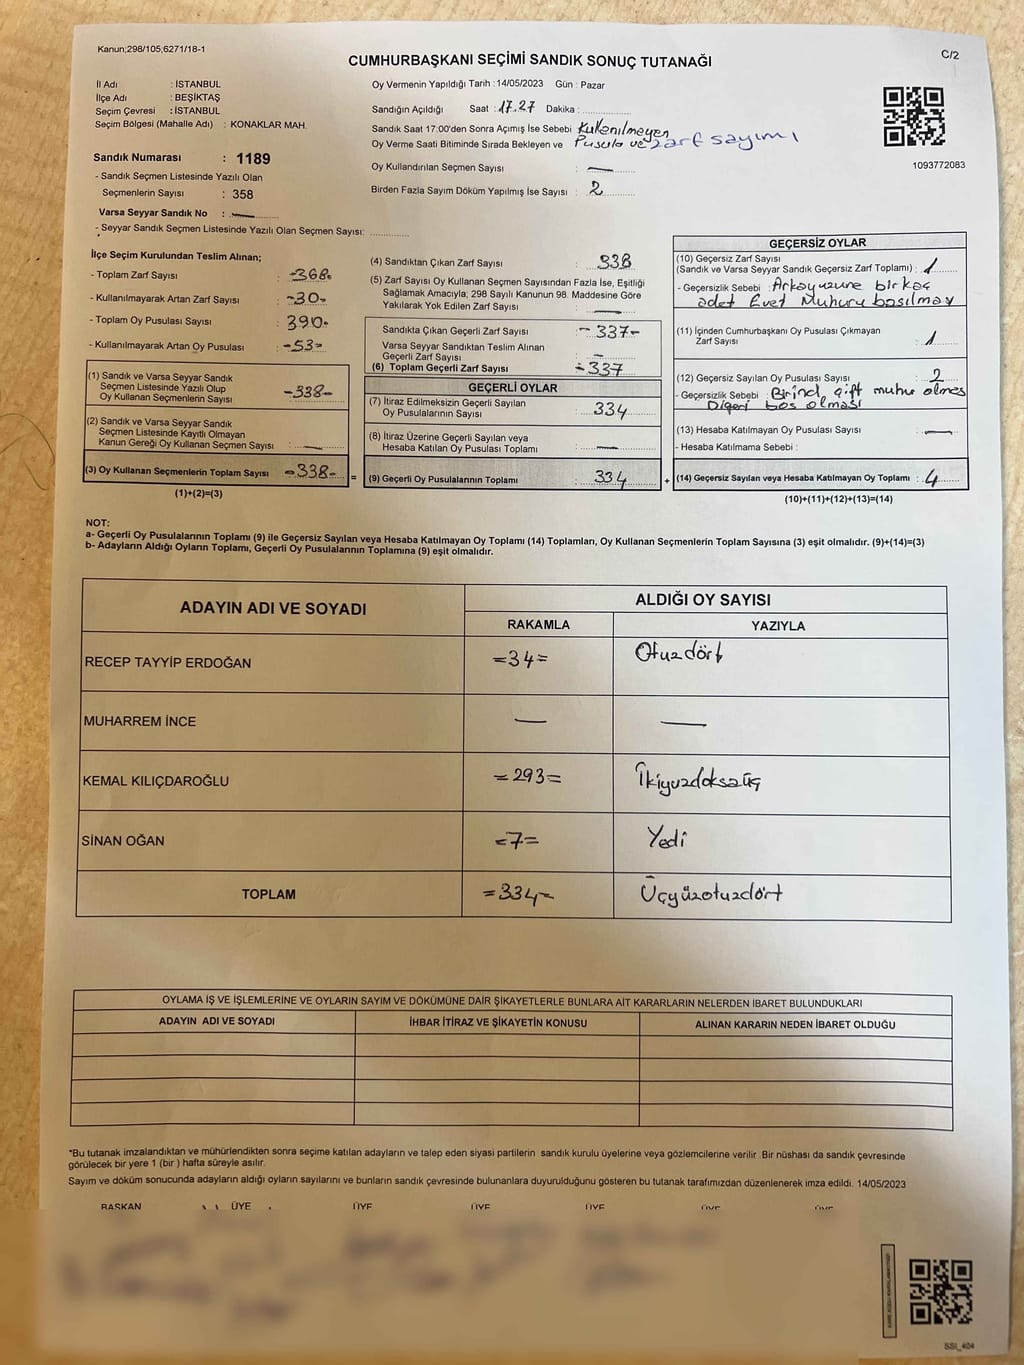 Kanun;298/105;6271/18-1
C/2
CUMHURBAŞKANI SEÇİMİ SANDIK SONUÇ TUTANAĞI
İl Adı : İSTANBUL
İlçe Adı : BEŞİKTAŞ
Seçim Çevresi : İSTANBUL
Seçim Bölgesi (Mahalle Adı) : KONAKLAR MAH.
Sandık Numarası : 1189
- Sandık Seçmen Listesinde Yazılı Olan
Seçmenlerin Sayısı : 358
Varsa Seyyar Sandık No : —
- Seyyar Sandık Seçmen Listesinde Yazılı Olan Seçmen Sayısı: ............
Oy Vermenin Yapıldığı Tarih : 14/05/2023 Gün : Pazar
Sandığın Açıldığı Saat : 17.27 Dakika :
Sandık Saat 17:00'den Sonra Açımış İse Sebebi Kullanılmayan
Oy Verme Saati Bitiminde Sırada Bekleyen ve Pusula ve zarf sayımı
Oy Kullandırılan Seçmen Sayısı : —
Birden Fazla Sayım Döküm Yapılmış İse Sayısı : 2
1093772083
İlçe Seçim Kurulundan Teslim Alınan;
- Toplam Zarf Sayısı : -368-
- Kullanılmayarak Artan Zarf Sayısı : -30-
- Toplam Oy Pusulası Sayısı : 390-
- Kullanılmayarak Artan Oy Pusulası : -53-
(1) Sandık ve Varsa Seyyar Sandık
Seçmen Listesinde Yazılı Olup
Oy Kullanan Seçmenlerin Sayısı : -338-
(2) Sandık ve Varsa Seyyar Sandık
Seçmen Listesinde Kayıtlı Olmayan
Kanun Gereği Oy Kullanan Seçmen Sayısı : —
(3) Oy Kullanan Seçmenlerin Toplam Sayısı -338- =
(1)+(2)=(3)
(4) Sandıktan Çıkan Zarf Sayısı : 338
(5) Zarf Sayısı Oy Kullanan Seçmen Sayısından Fazla İse, Eşitliği
Sağlamak Amacıyla, 298 Sayılı Kanunun 98. Maddesine Göre
Yakılarak Yok Edilen Zarf Sayısı : —
Sandıkta Çıkan Geçerli Zarf Sayısı : - 337-
Varsa Seyyar Sandıktan Teslim Alınan
Geçerli Zarf Sayısı : —
(6) Toplam Geçerli Zarf Sayısı : - 337
GEÇERLİ OYLAR
(7) İtiraz Edilmeksizin Geçerli Sayılan
Oy Pusulalarının Sayısı : 334
(8) İtiraz Üzerine Geçerli Sayılan veya
Hesaba Katılan Oy Pusulası Toplamı : —
(9) Geçerli Oy Pusulalarının Toplamı : 334 +
GEÇERSİZ OYLAR
(10) Geçersiz Zarf Sayısı
(Sandık ve Varsa Seyyar Sandık Geçersiz Zarf Toplamı) : 1
- Geçersizlik Sebebi : Arka yüzüne birkaç
adet Evet Muhuru basılmış
(11) İçinden Cumhurbaşkanı Oy Pusulası Çıkmayan
Zarf Sayısı : 1
(12) Geçersiz Sayılan Oy Pusulası Sayısı : 2
- Geçersizlik Sebebi : Birind çift muhur olması
Digeri boş olması
(13) Hesaba Katılmayan Oy Pusulası Sayısı : —
- Hesaba Katılmama Sebebi :
(14) Geçersiz Sayılan veya Hesaba Katılmayan Oy Toplamı : 4
(10)+(11)+(12)+(13)=(14)
NOT:
a- Geçerli Oy Pusulalarının Toplamı (9) ile Geçersiz Sayılan veya Hesaba Katılmayan Oy Toplamı (14) Toplamları, Oy Kullanan Seçmenlerin Toplam Sayısına (3) eşit olmalıdır. (9)+(14)=(3)
b- Adayların Aldığı Oyların Toplamı, Geçerli Oy Pusulalarının Toplamına (9) eşit olmalıdır.
ADAYIN ADI VE SOYADI ALDIĞI OY SAYISI
RAKAMLA YAZIYLA
RECEP TAYYİP ERDOĞAN =34= Otuzdört
MUHARREM İNCE — —
KEMAL KILIÇDAROĞLU =293= İkiyuzdoksaüç
SİNAN OĞAN =7= Yedi
TOPLAM =334= Üçyüzotuzdört
OYLAMA İŞ VE İŞLEMLERİNE VE OYLARIN SAYIM VE DÖKÜMÜNE DAİR ŞİKAYETLERLE BUNLARA AİT KARARLARIN NELERDEN İBARET BULUNDUKLARI
ADAYIN ADI VE SOYADI İHBAR İTİRAZ VE ŞİKAYETİN KONUSU ALINAN KARARIN NEDEN İBARET OLDUĞU
*Bu tutanak imzalandıktan ve mühürlendikten sonra seçime katılan adayların ve talep eden siyasi partilerin sandık kurulu üyelerine veya gözlemcilerine verilir. Bir nüshası da sandık çevresinde
görülecek bir yere 1 (bir ) hafta süreyle asılır.
Sayım ve döküm sonucunda adayların aldığı oyların sayılarını ve bunların sandık çevresinde bulunanlara duyurulduğunu gösteren bu tutanak tarafımızdan düzenlenerek imza edildi. 14/05/2023
BAŞKAN ÜYE ÜYE ÜYE ÜYE ÜYE ÜYE
SSI_404